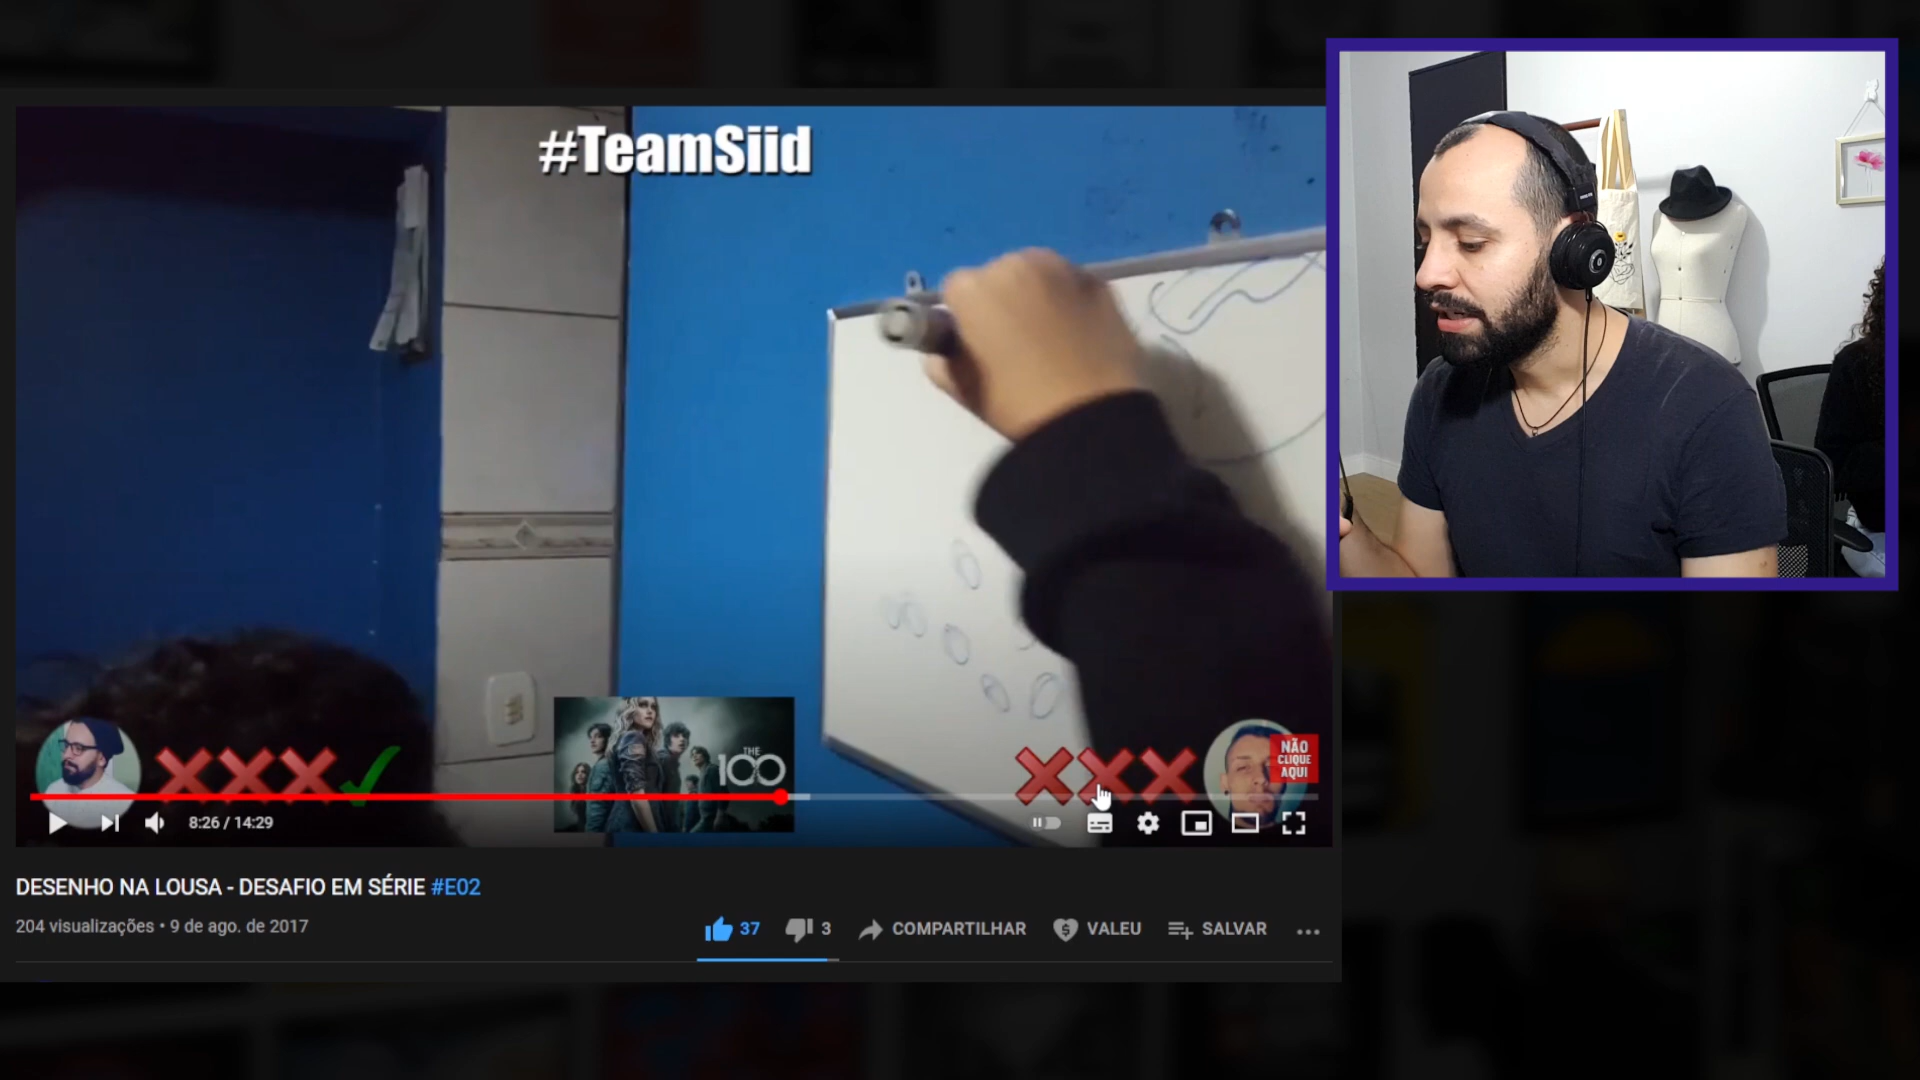 #TeamSiid
THE
100
NÃO
CLIQUE
AQUI
8:26 / 14:29
DESENHO NA LOUSA - DESAFIO EM SÉRIE #E02
204 visualizações • 9 de ago. de 2017
37
3
COMPARTILHAR
VALEU
SALVAR